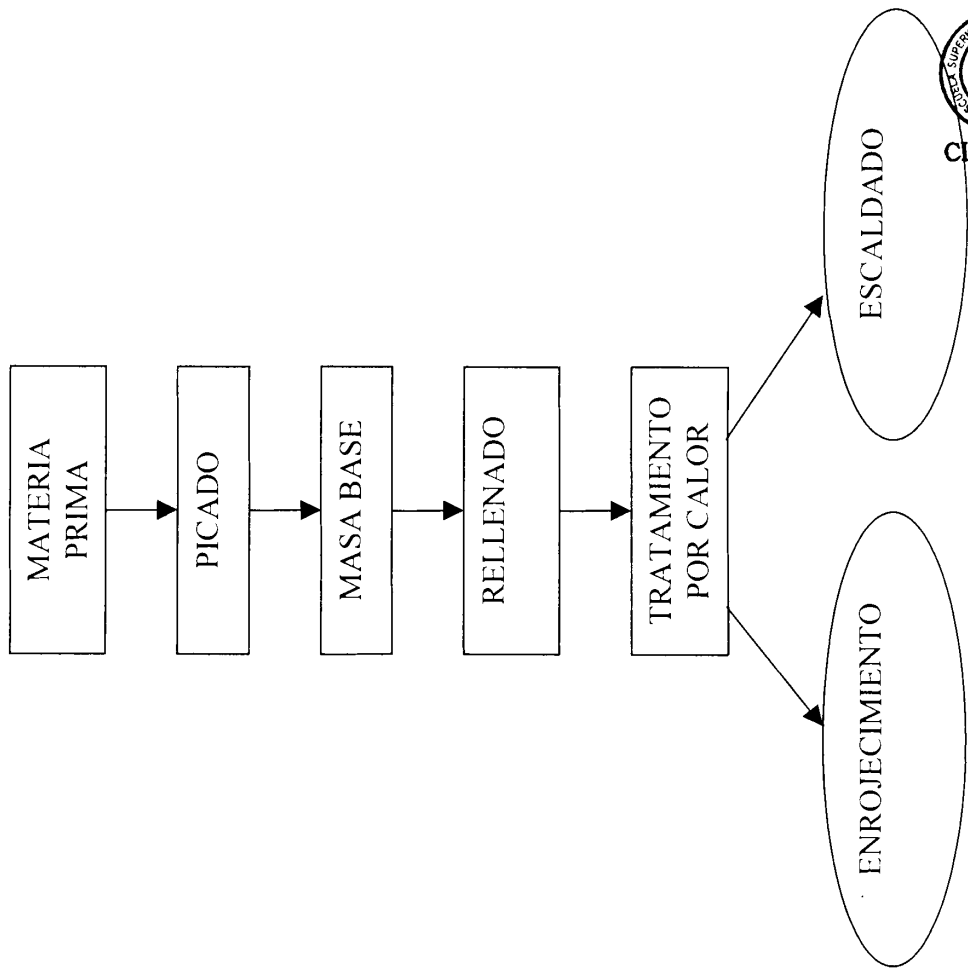 MATERIA
PRIMA
PICADO
MASA BASE
RELLENADO
TRATAMIENTO
POR CALOR
ENROJECIMIENTO
ESCALDADO